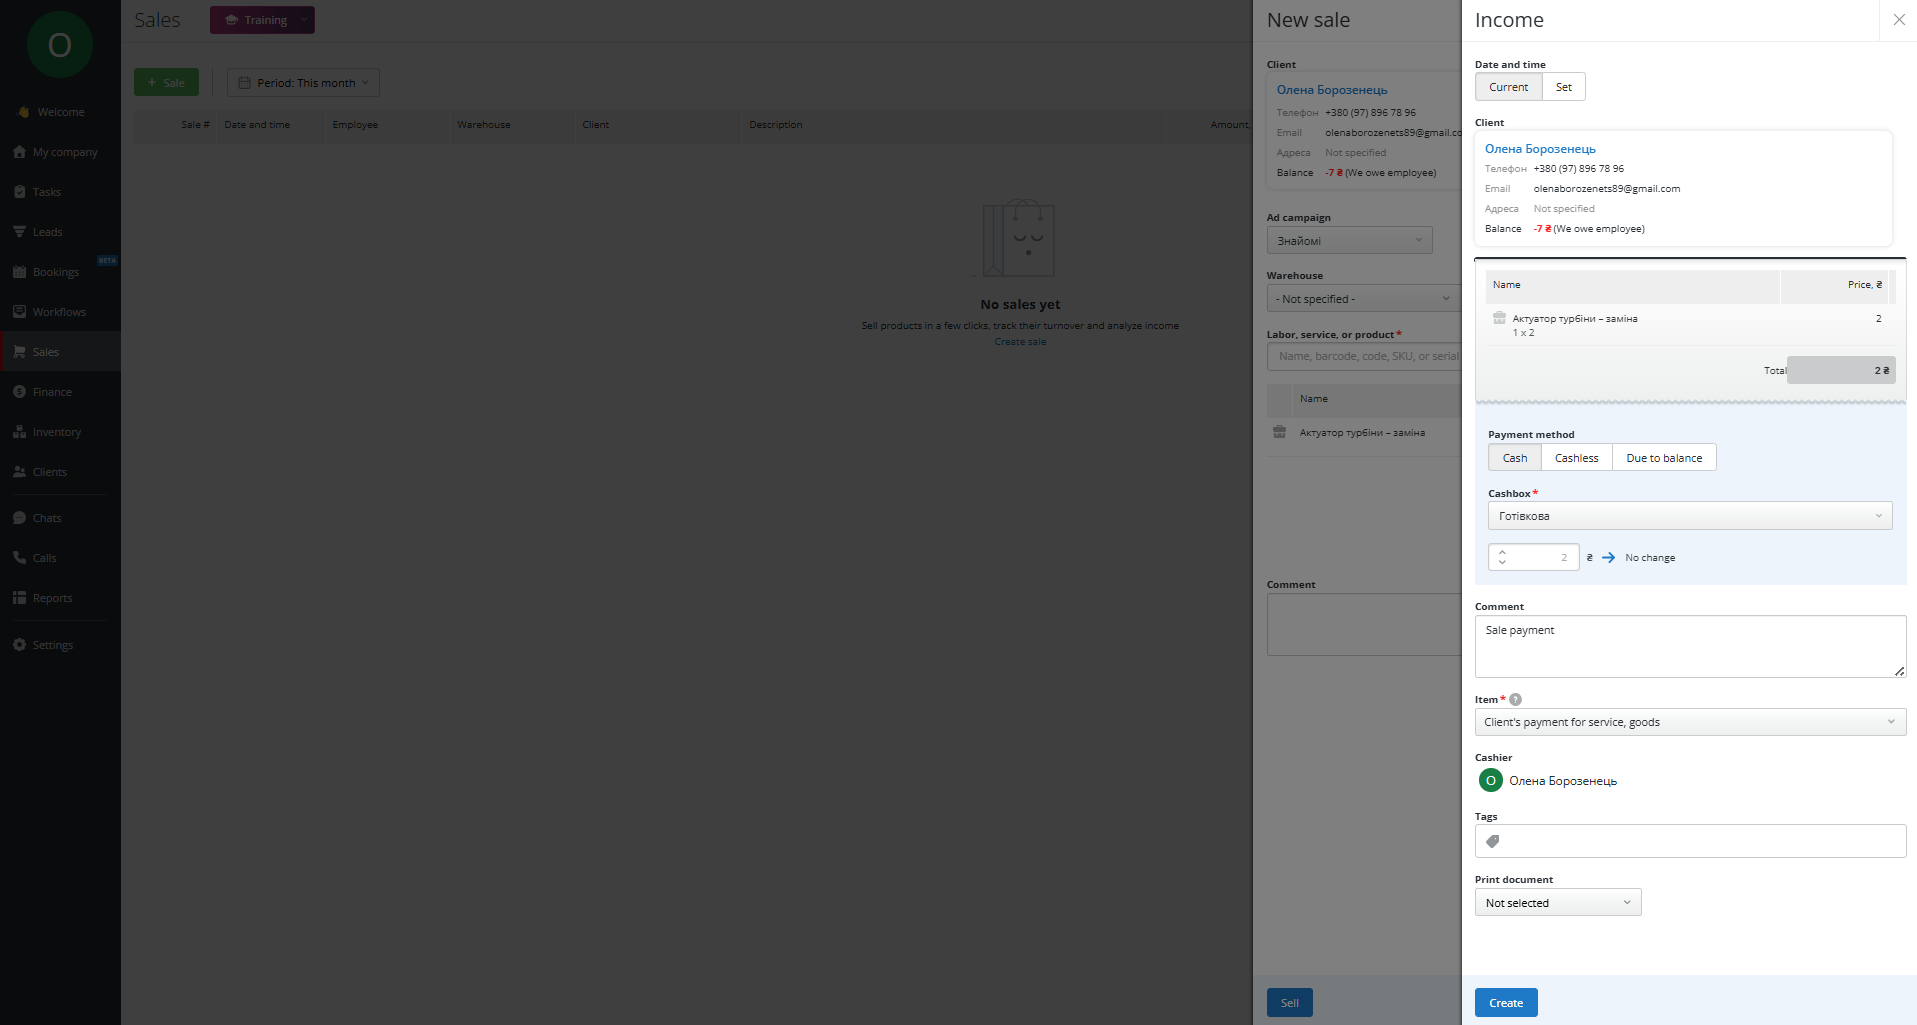 O
Welcome
My company
Tasks
Leads
Bookings
BETA
Workflows
Sales
Finance
Inventory
Clients
Chats
Calls
Reports
Settings
Sales
Training
+ Sale
Period: This month
Sale # Date and time Employee Warehouse Client Description Amount,
No sales yet
Sell products in a few clicks, track their turnover and analyze income
Create sale
New sale
Client
Олена Борозенець
Телефон +380 (97) 896 78 96
Email olenaborozenets89@gmail.co
Адреса Not specified
Balance -7 ₴ (We owe employee)
Ad campaign
Знайомі
Warehouse
- Not specified -
Labor, service, or product *
Name, barcode, code, SKU, or serial
Name
Актуатор турбіни – заміна
Comment
Sell
Income
Date and time
Current Set
Client
Олена Борозенець
Телефон +380 (97) 896 78 96
Email olenaborozenets89@gmail.com
Адреса Not specified
Balance -7 ₴ (We owe employee)
Name Price, ₴
Актуатор турбіни – заміна 2
1 x 2
Total 2 ₴
Payment method
Cash Cashless Due to balance
Cashbox *
Готівкова
2 ₴ → No change
Comment
Sale payment
Item * ?
Client's payment for service, goods
Cashier
O Олена Борозенець
Tags
Print document
Not selected
Create